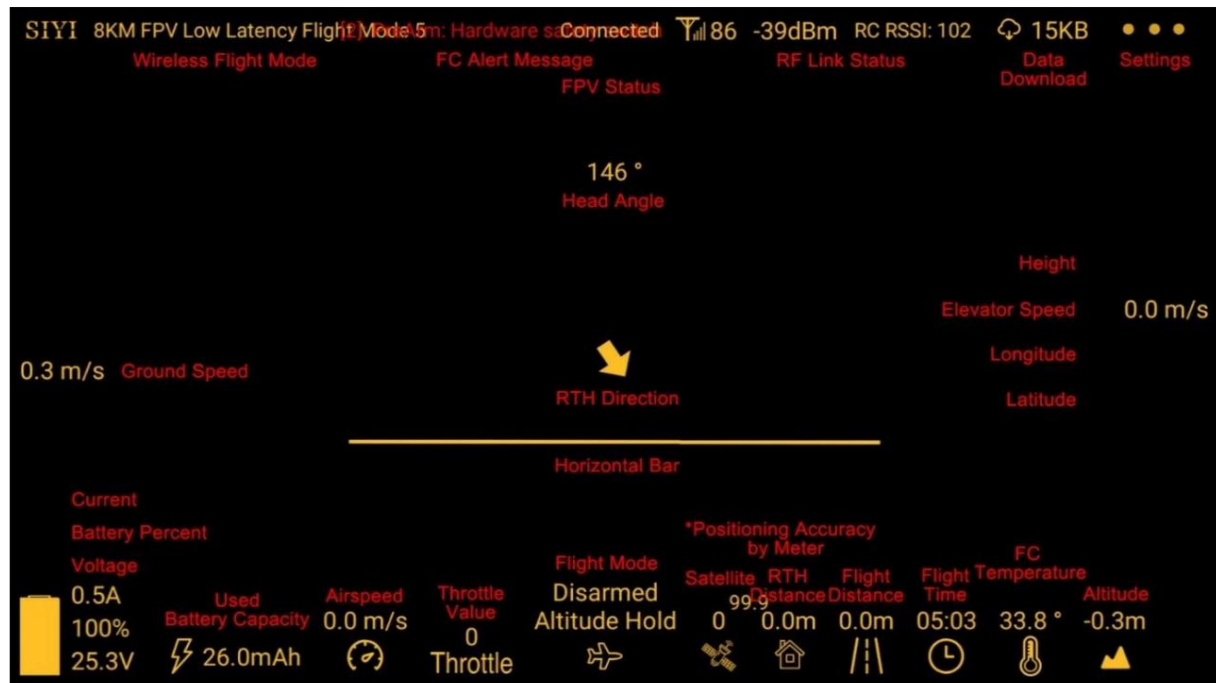 SIYI 8KM FPV Low Latency Flight Mode 5 Connected 86 -39dBm RC RSSI: 102 15KB
Wireless Flight Mode FC Alert Message RF Link Status Data Download Settings
FPV Status
146 °
Head Angle
Height
Elevator Speed 0.0 m/s
0.3 m/s Ground Speed
Longitude
RTH Direction
Latitude
Horizontal Bar
Current
Battery Percent
Voltage
*Positioning Accuracy
by Meter
Flight Mode
FC
Temperature
Satellite RTH Distance Flight Distance Flight Time Altitude
Used
Battery Capacity
Airspeed
Throttle
Value
Disarmed
99.9
0.5A
100%
25.3V
26.0mAh
0.0 m/s
0
Throttle
Altitude Hold
0 0.0m 0.0m 05:03 33.8 ° -0.3m